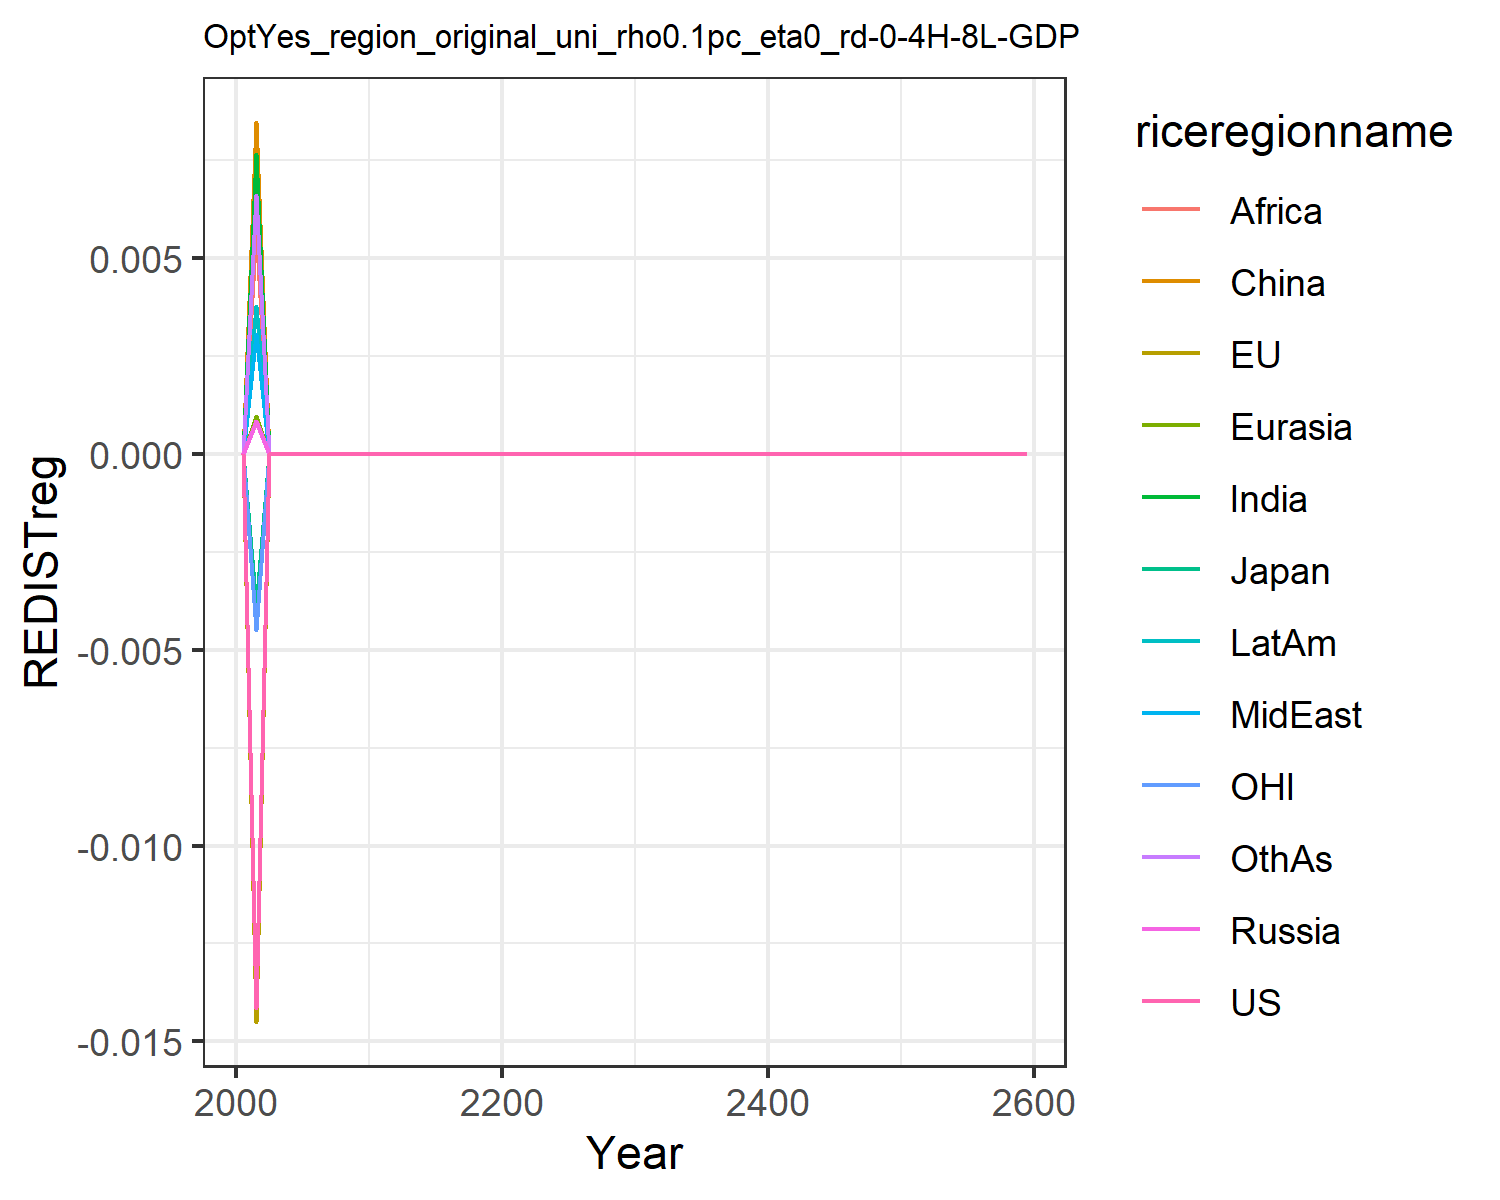 OptYes_region_original_uni_rho0.1pc_eta0_rd-0-4H-8L-GDP
riceregionname
Africa
China
EU
Eurasia
India
Japan
LatAm
MidEast
OHI
OthAs
Russia
US
REDISTreg
0.005
0.000
-0.005
-0.010
-0.015
2000
2200
2400
2600
Year